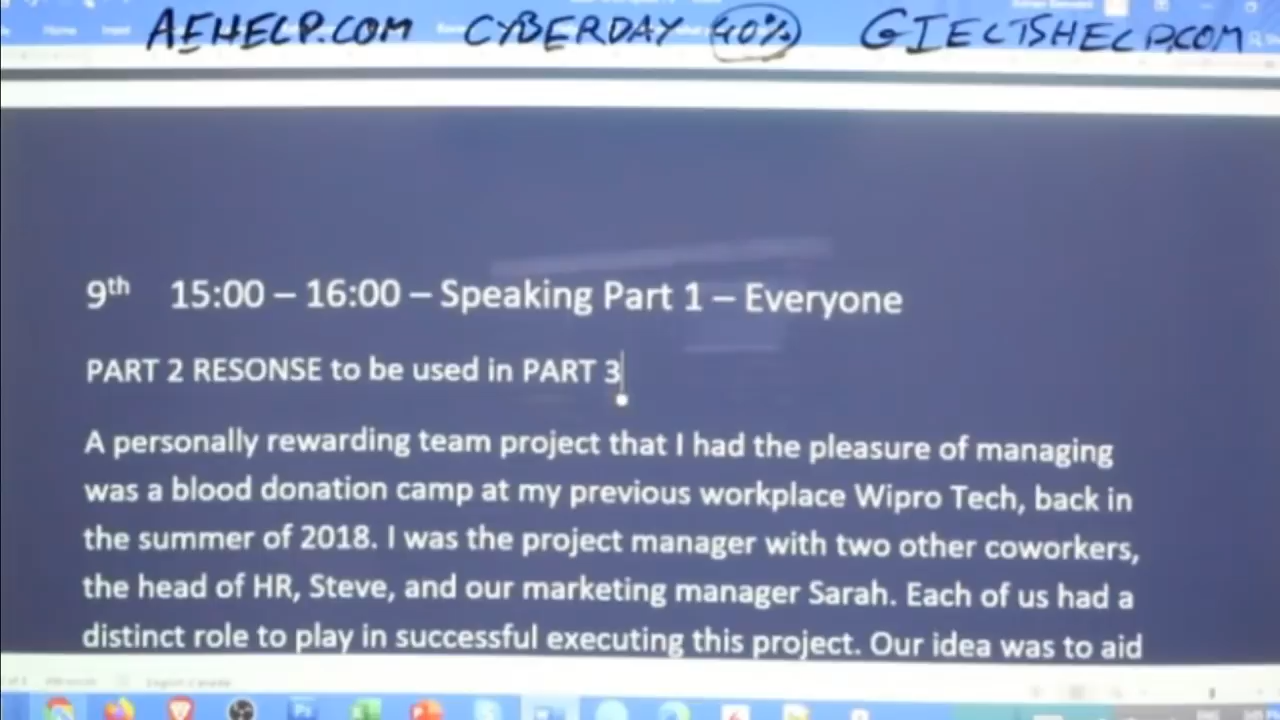 AEHELP.COM CYBERDAY 40% GIELTSHELP.COM
9th 15:00 – 16:00 – Speaking Part 1 – Everyone
PART 2 RESONSE to be used in PART 3
A personally rewarding team project that I had the pleasure of managing
was a blood donation camp at my previous workplace Wipro Tech, back in
the summer of 2018. I was the project manager with two other coworkers,
the head of HR, Steve, and our marketing manager Sarah. Each of us had a
distinct role to play in successful executing this project. Our idea was to aid